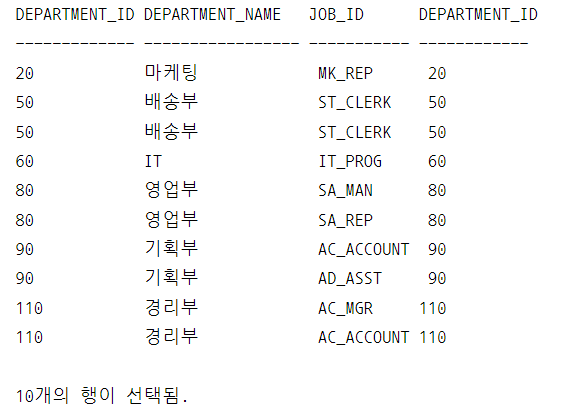 DEPARTMENT_ID DEPARTMENT_NAME   JOB_ID     DEPARTMENT_ID
------------- ----------------- ---------- ------------
20            마케팅             MK_REP      20
50            배송부             ST_CLERK    50
50            배송부             ST_CLERK    50
60            IT                 IT_PROG     60
80            영업부             SA_MAN      80
80            영업부             SA_REP      80
90            기획부             AC_ACCOUNT  90
90            기획부             AD_ASST     90
110           경리부             AC_MGR     110
110           경리부             AC_ACCOUNT 110
10개의 행이 선택됨.